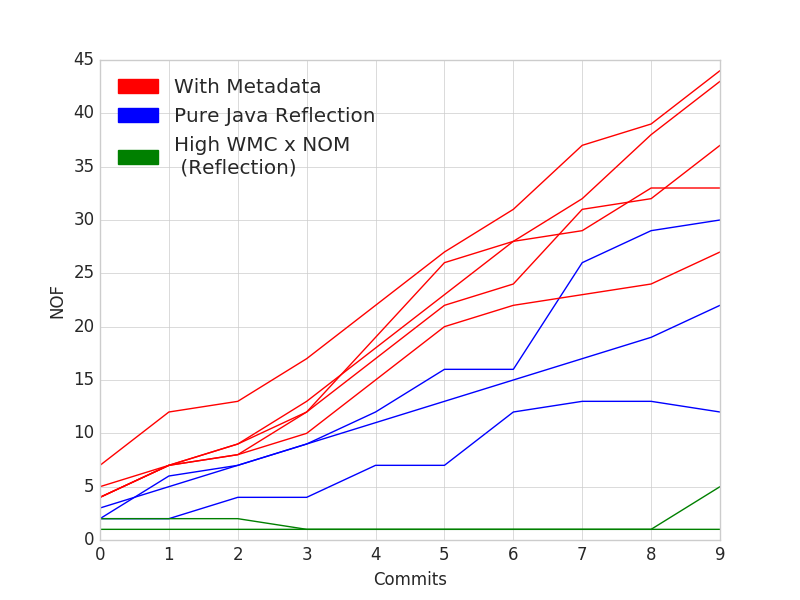 45
40
35
30
25
20
15
10
5
0
NOF
With Metadata
Pure Java Reflection
High WMC x NOM
(Reflection)
0 1 2 3 4 5 6 7 8 9
Commits